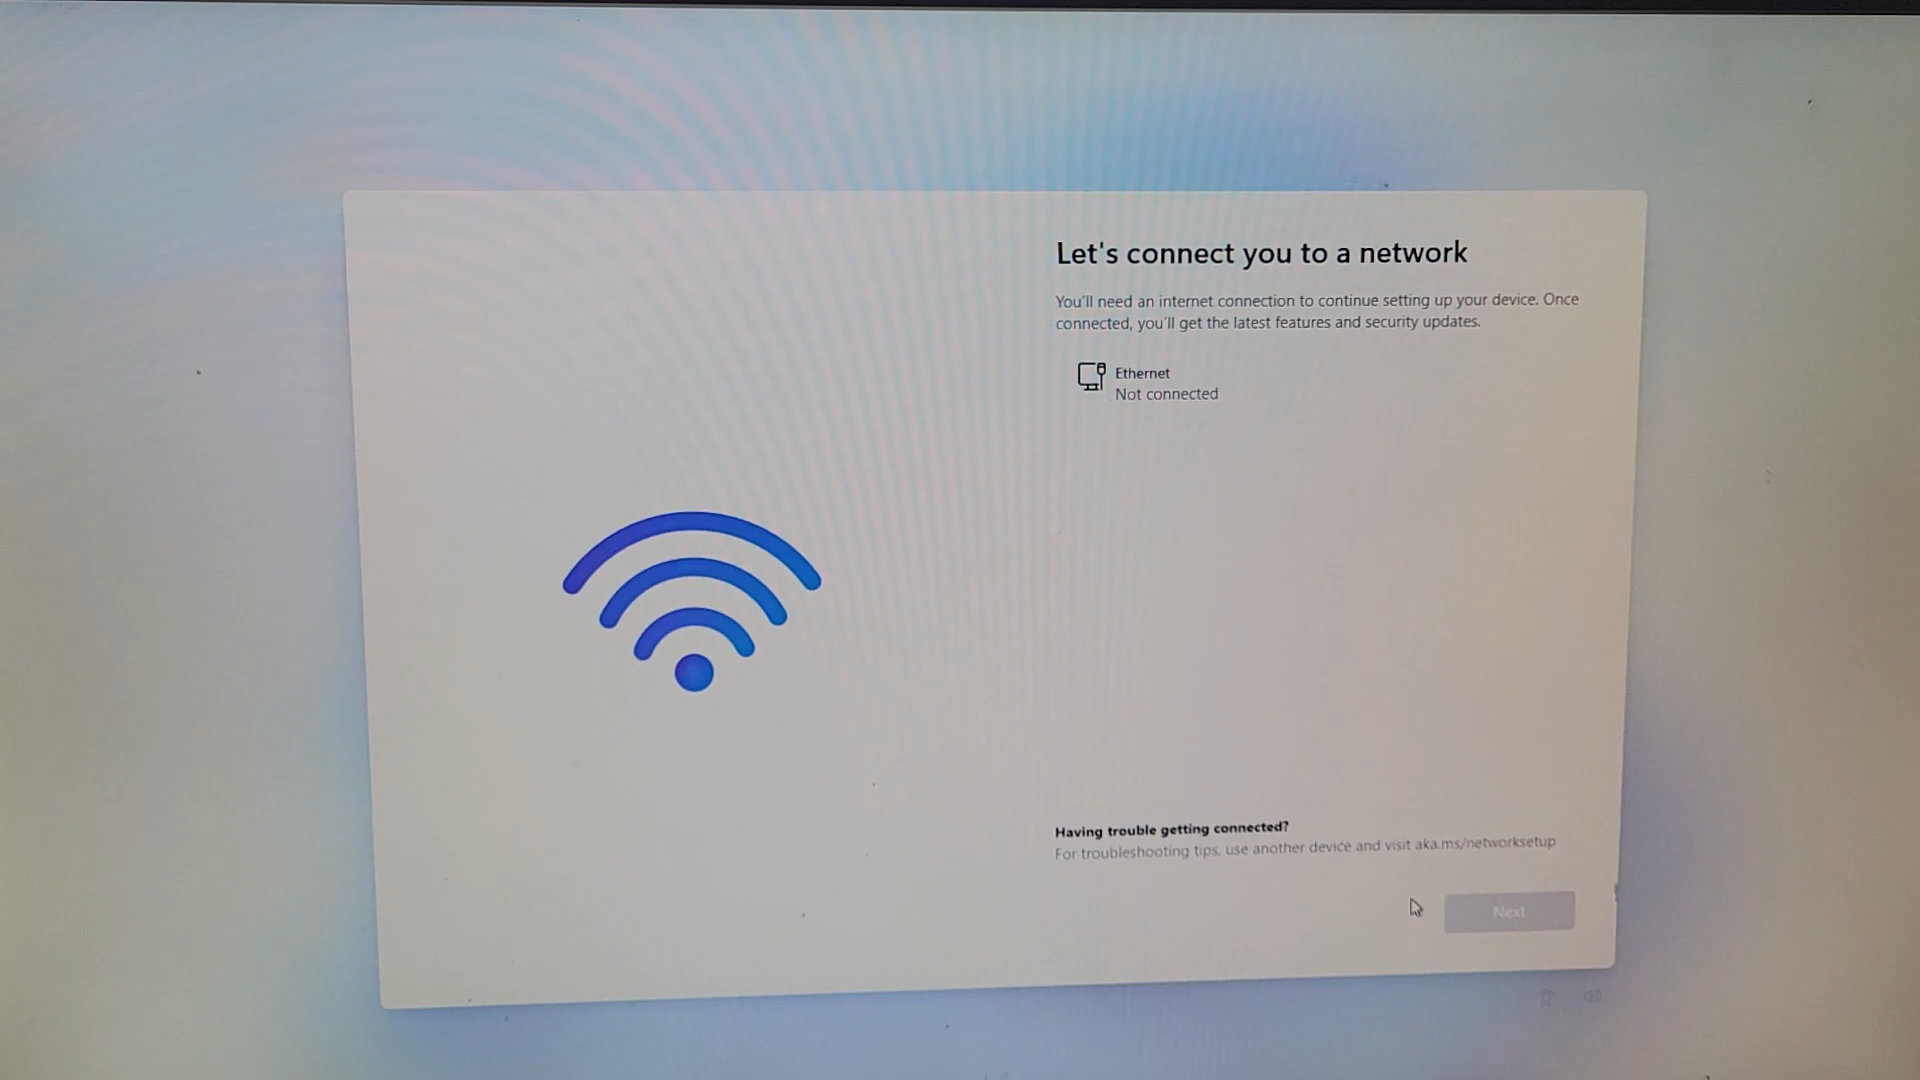 Let's connect you to a network
You'll need an internet connection to continue setting up your device. Once
connected, you'll get the latest features and security updates.
Ethernet
Not connected
Having trouble getting connected?
For troubleshooting tips, use another device and visit aka.ms/networksetup
Next